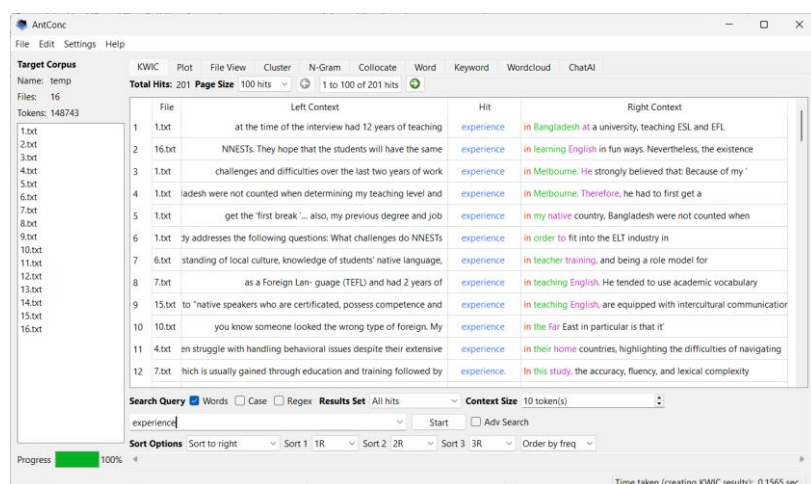 AntConc
File Edit Settings Help
Target Corpus
Name: temp
Files: 16
Tokens: 148743
1.txt
2.txt
3.txt
4.txt
5.txt
6.txt
7.txt
8.txt
9.txt
10.txt
11.txt
12.txt
13.txt
14.txt
15.txt
16.txt
Progress 100%
KWIC Plot File View Cluster N-Gram Collocate Word Keyword Wordcloud ChatAI
Total Hits: 201 Page Size 100 hits 1 to 100 of 201 hits
File Left Context Hit Right Context
1 1.txt at the time of the interview had 12 years of teaching experience in Bangladesh at a university, teaching ESL and EFL
2 16.txt NNESTs. They hope that the students will have the same experience in learning English in fun ways. Nevertheless, the existence
3 1.txt challenges and difficulties over the last two years of work experience in Melbourne. He strongly believed that: Because of my '
4 1.txt ladesh were not counted when determining my teaching level and experience in Melbourne. Therefore, he had to first get a
5 1.txt get the 'first break '... also, my previous degree and job experience in my native country, Bangladesh were not counted when
6 1.txt dy addresses the following questions: What challenges do NNESTs experience in order to fit into the ELT industry in
7 6.txt standing of local culture, knowledge of students' native language, experience in teacher training, and being a role model for
8 7.txt as a Foreign Lan- guage (TEFL) and had 2 years of experience in teaching English. He tended to use academic vocabulary
9 15.txt to "native speakers who are certificated, possess competence and experience in teaching English, are equipped with intercultural communication
10 10.txt you know someone looked the wrong type of foreign. My experience in the Far East in particular is that it'
11 4.txt en struggle with handling behavioral issues despite their extensive experience in their home countries, highlighting the difficulties of navigating
12 7.txt hich is usually gained through education and training followed by experience. In this study, the accuracy, fluency, and lexical complexity
Search Query Words Case Regex Results Set All hits Context Size 10 token(s)
experience Start Adv Search
Sort Options Sort to right Sort 1 1R Sort 2 2R Sort 3 3R Order by freq
Time taken (creating KWIC results): 0.1565 sec